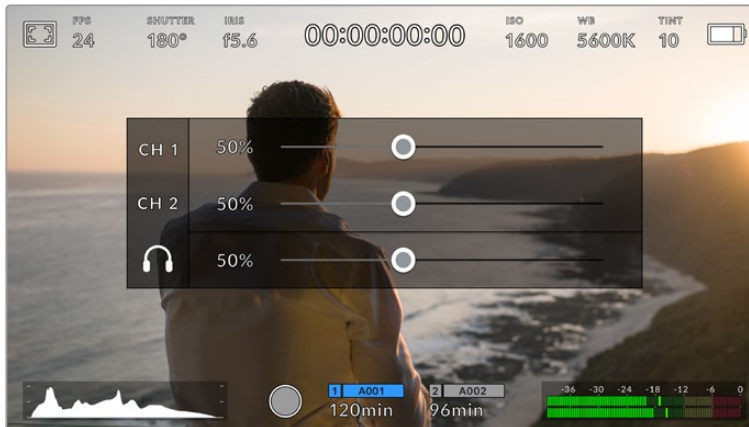 FPS SHUTTER IRIS ISO WB TINT
24 180° f5.6 00:00:00:00 1600 5600K 10
CH 1 50%
CH 2 50%
50%
1 A001 2 A002
120min 96min
-36 -30 -24 -18 -12 -6 0